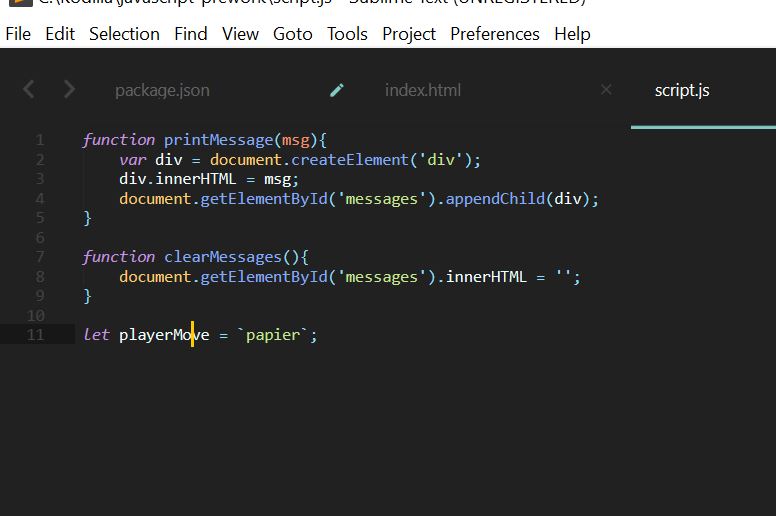 C:\Kodilla\javascript-prework\script.js - Sublime Text (UNREGISTERED)
File Edit Selection Find View Goto Tools Project Preferences Help
package.json index.html × script.js
1 function printMessage(msg){
2 var div = document.createElement('div');
3 div.innerHTML = msg;
4 document.getElementById('messages').appendChild(div);
5 }
6
7 function clearMessages(){
8 document.getElementById('messages').innerHTML = '';
9 }
10
11 let playerMove = `papier`;